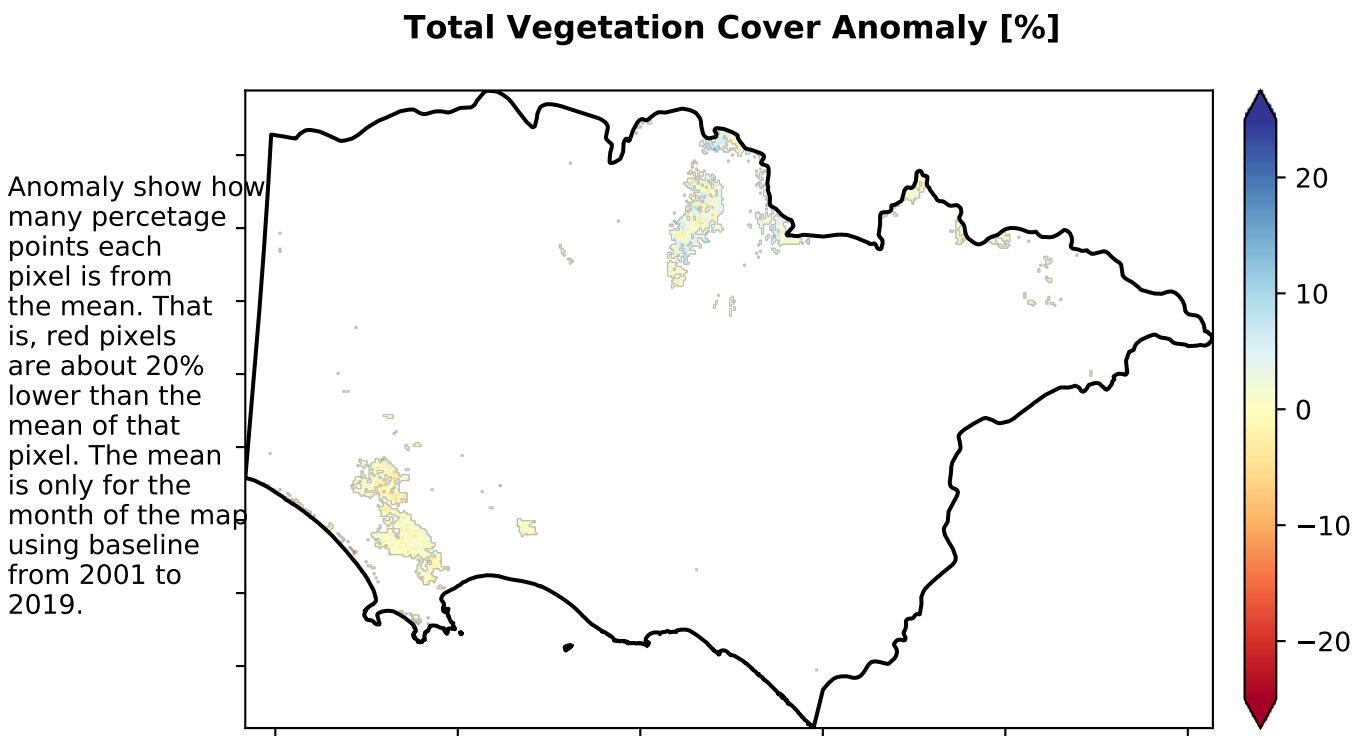 Total Vegetation Cover Anomaly [%]
Anomaly show how
many percetage
points each
pixel is from
the mean. That
is, red pixels
are about 20%
lower than the
mean of that
pixel. The mean
is only for the
month of the map
using baseline
from 2001 to
2019.
20
10
0
−10
−20